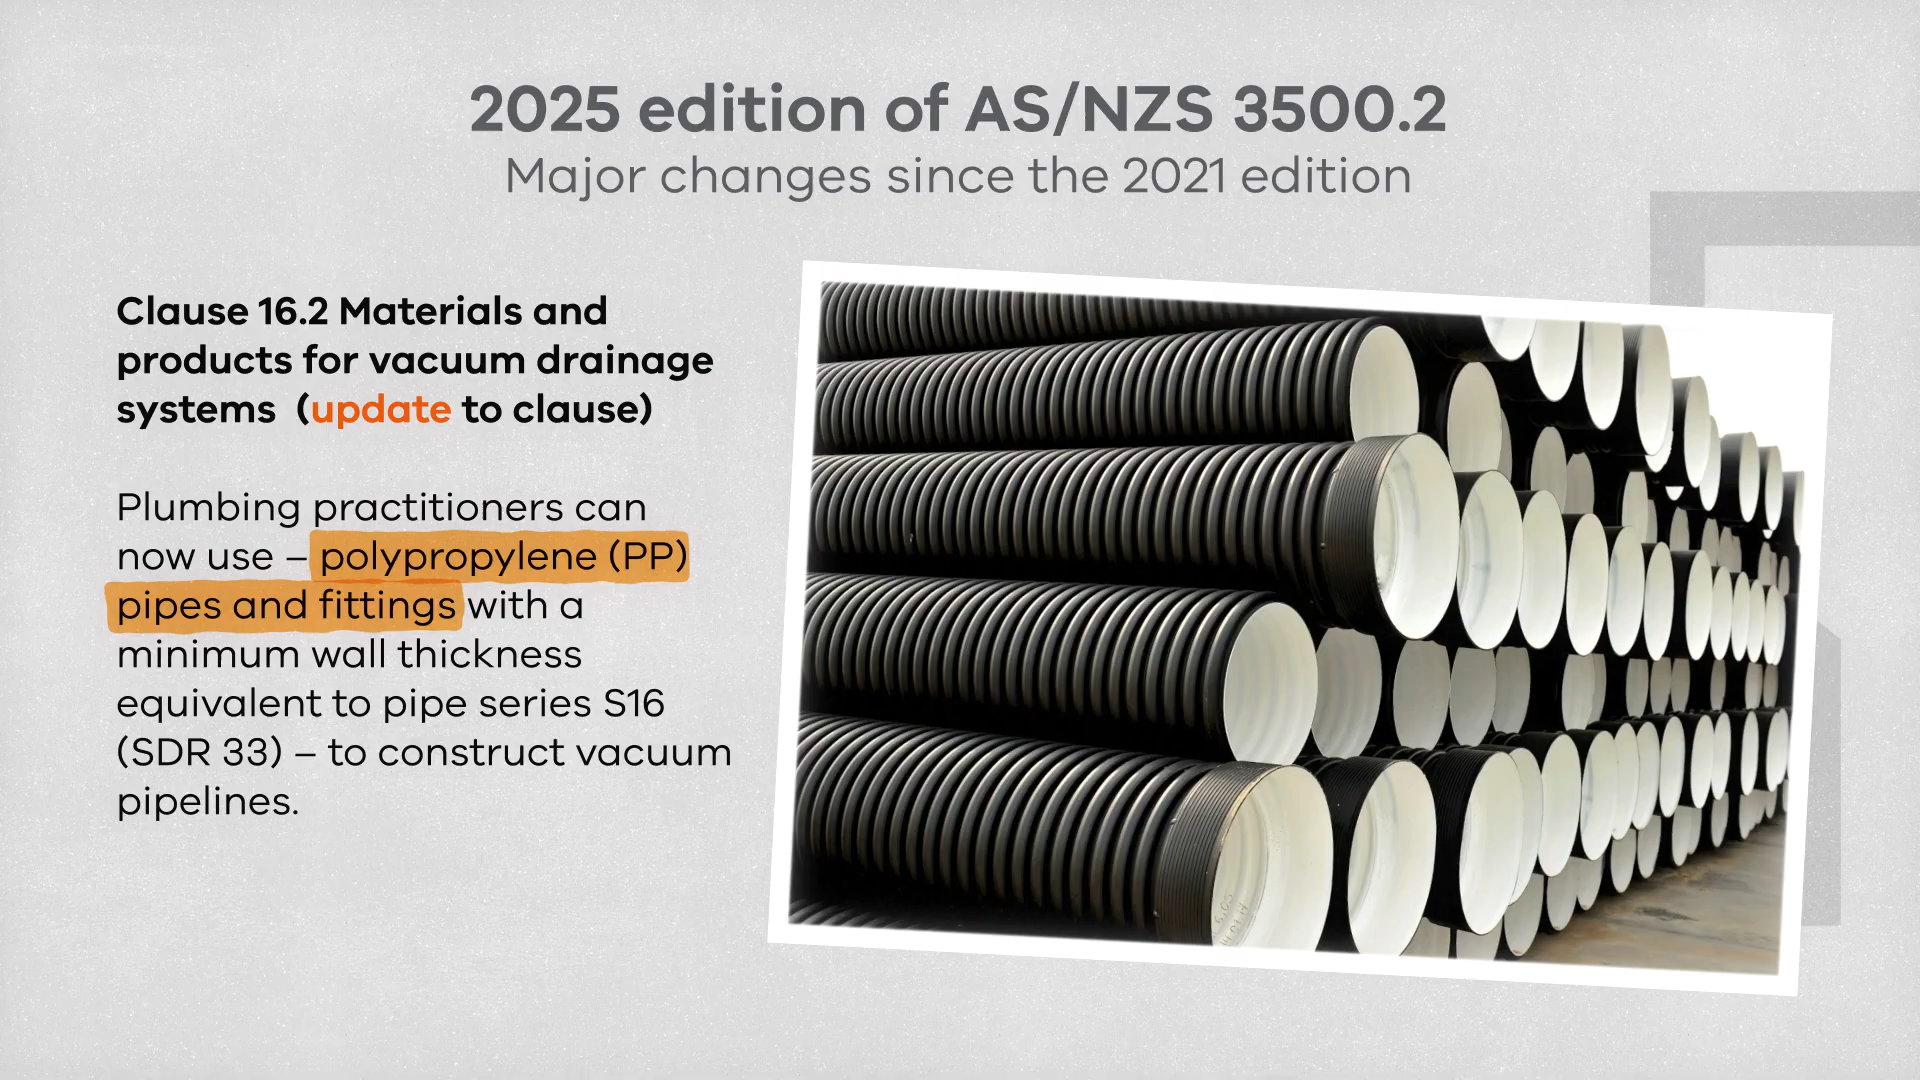 2025 edition of AS/NZS 3500.2
Major changes since the 2021 edition
Clause 16.2 Materials and
products for vacuum drainage
systems (update to clause)
Plumbing practitioners can
now use – polypropylene (PP)
pipes and fittings with a
minimum wall thickness
equivalent to pipe series S16
(SDR 33) – to construct vacuum
pipelines.